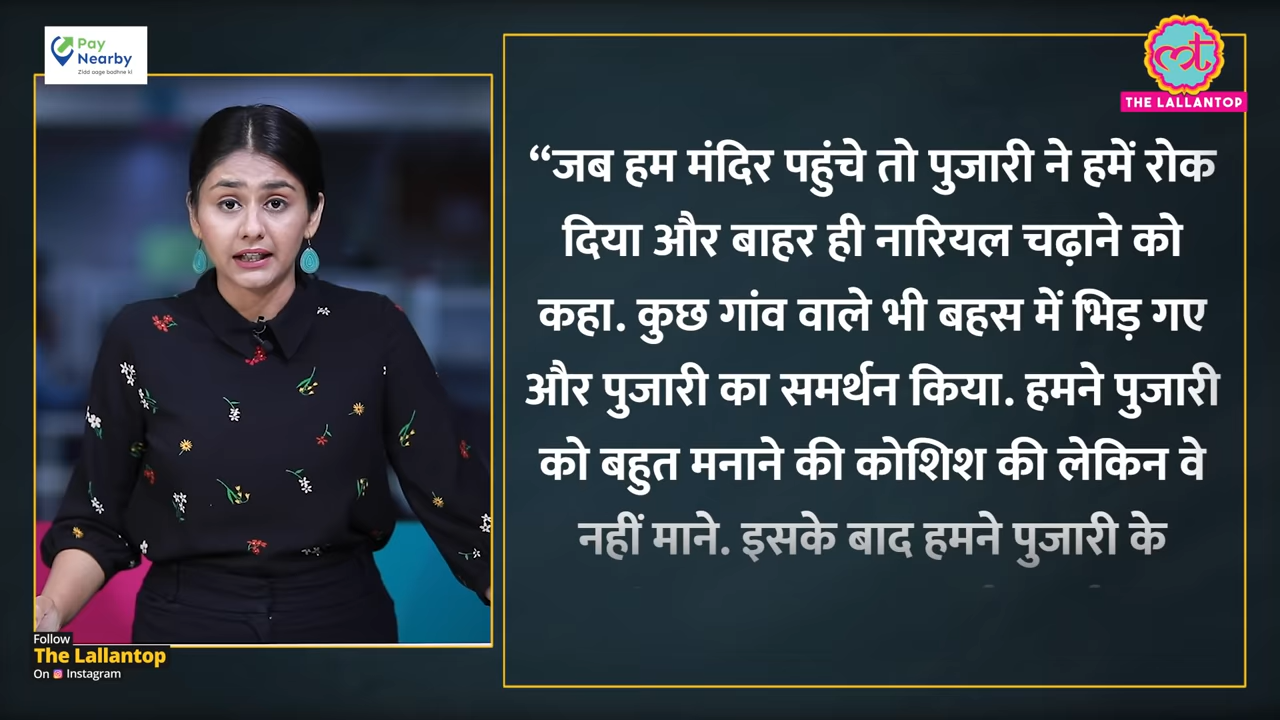 Pay
Nearby
Zidd aage badhne ki
THE LALLANTOP
“जब हम मंदिर पहुंचे तो पुजारी ने हमें रोक
दिया और बाहर ही नारियल चढ़ाने को
कहा. कुछ गांव वाले भी बहस में भिड़ गए
और पुजारी का समर्थन किया. हमने पुजारी
को बहुत मनाने की कोशिश की लेकिन वे
नहीं माने. इसके बाद हमने पुजारी के
Follow
The Lallantop
On Instagram